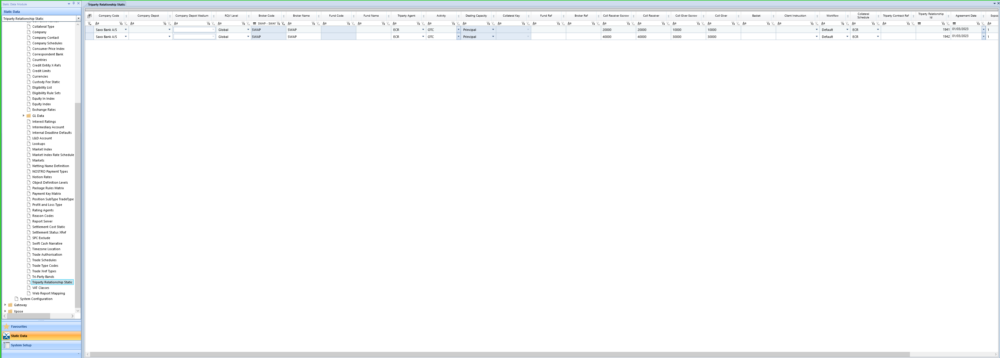 Static Data Module
Static Data
Triparty Relationship Static
Collateral Type
Company
Company Contact
Company Schedules
Consumer Price Index
Correspondent Bank
Countries
Credit Entity X-Refs
Credit Limits
Currencies
Custody Fee Static
Eligibility List
Eligibility Rule Sets
Equity In Index
Equity Index
Exchange Rates
GL Data
Interest Ratings
Intermediary Account
Internal Deadline Defaults
L&D Account
Lookups
Market Index
Market Index Rate Schedule
Markets
Netting Name Definition
NOSTRO Payment Types
Notion Rates
Object Definition Levels
Package Rules Matrix
Payment Key Matrix
Position SubType TradeType
Profit and Loss Type
Rating Agents
Reason Codes
Report Server
Settlement Cost Static
Settlement Status XRef
SPC Exclude
Swift Cash Narrative
Timezone Location
Trade Authorisation
Trade Schedules
Trade Type Codes
Trade Xref Types
Tri-Party Bands
Triparty Relationship Static
VAT Classes
Web Report Mapping
System Configuration
Gateway
Xpose
Favourites
Static Data
System Setup
Triparty Relationship Static
Company Code Company Depot Company Depot Medium RQV Level Broker Code Broker Name Fund Code Fund Name Triparty Agent Activity Dealing Capacity Collateral Key Fund Ref Broker Ref Coll Receiver Escrow Coll Receiver Coll Giver Escrow Coll Giver Basket Client Instruction Workflow Collateral Schedule Triparty Contract Ref Triparty Relationship Id Agreement Date Expos
Aa Aa Aa Aa = SWAP - SWAF Aa Aa Aa Aa Aa Aa Aa Aa Aa Aa Aa Aa Aa Aa Aa Aa Aa Aa = = Aa
Saxo Bank A/S Global SWAP SWAP ECR OTC Principal 20000 20000 10000 10000 Default ECR 1941 01/03/2023 1
Saxo Bank A/S Global SWAP SWAP ECR OTC Principal 40000 40000 30000 30000 Default ECR 1942 01/03/2023 1